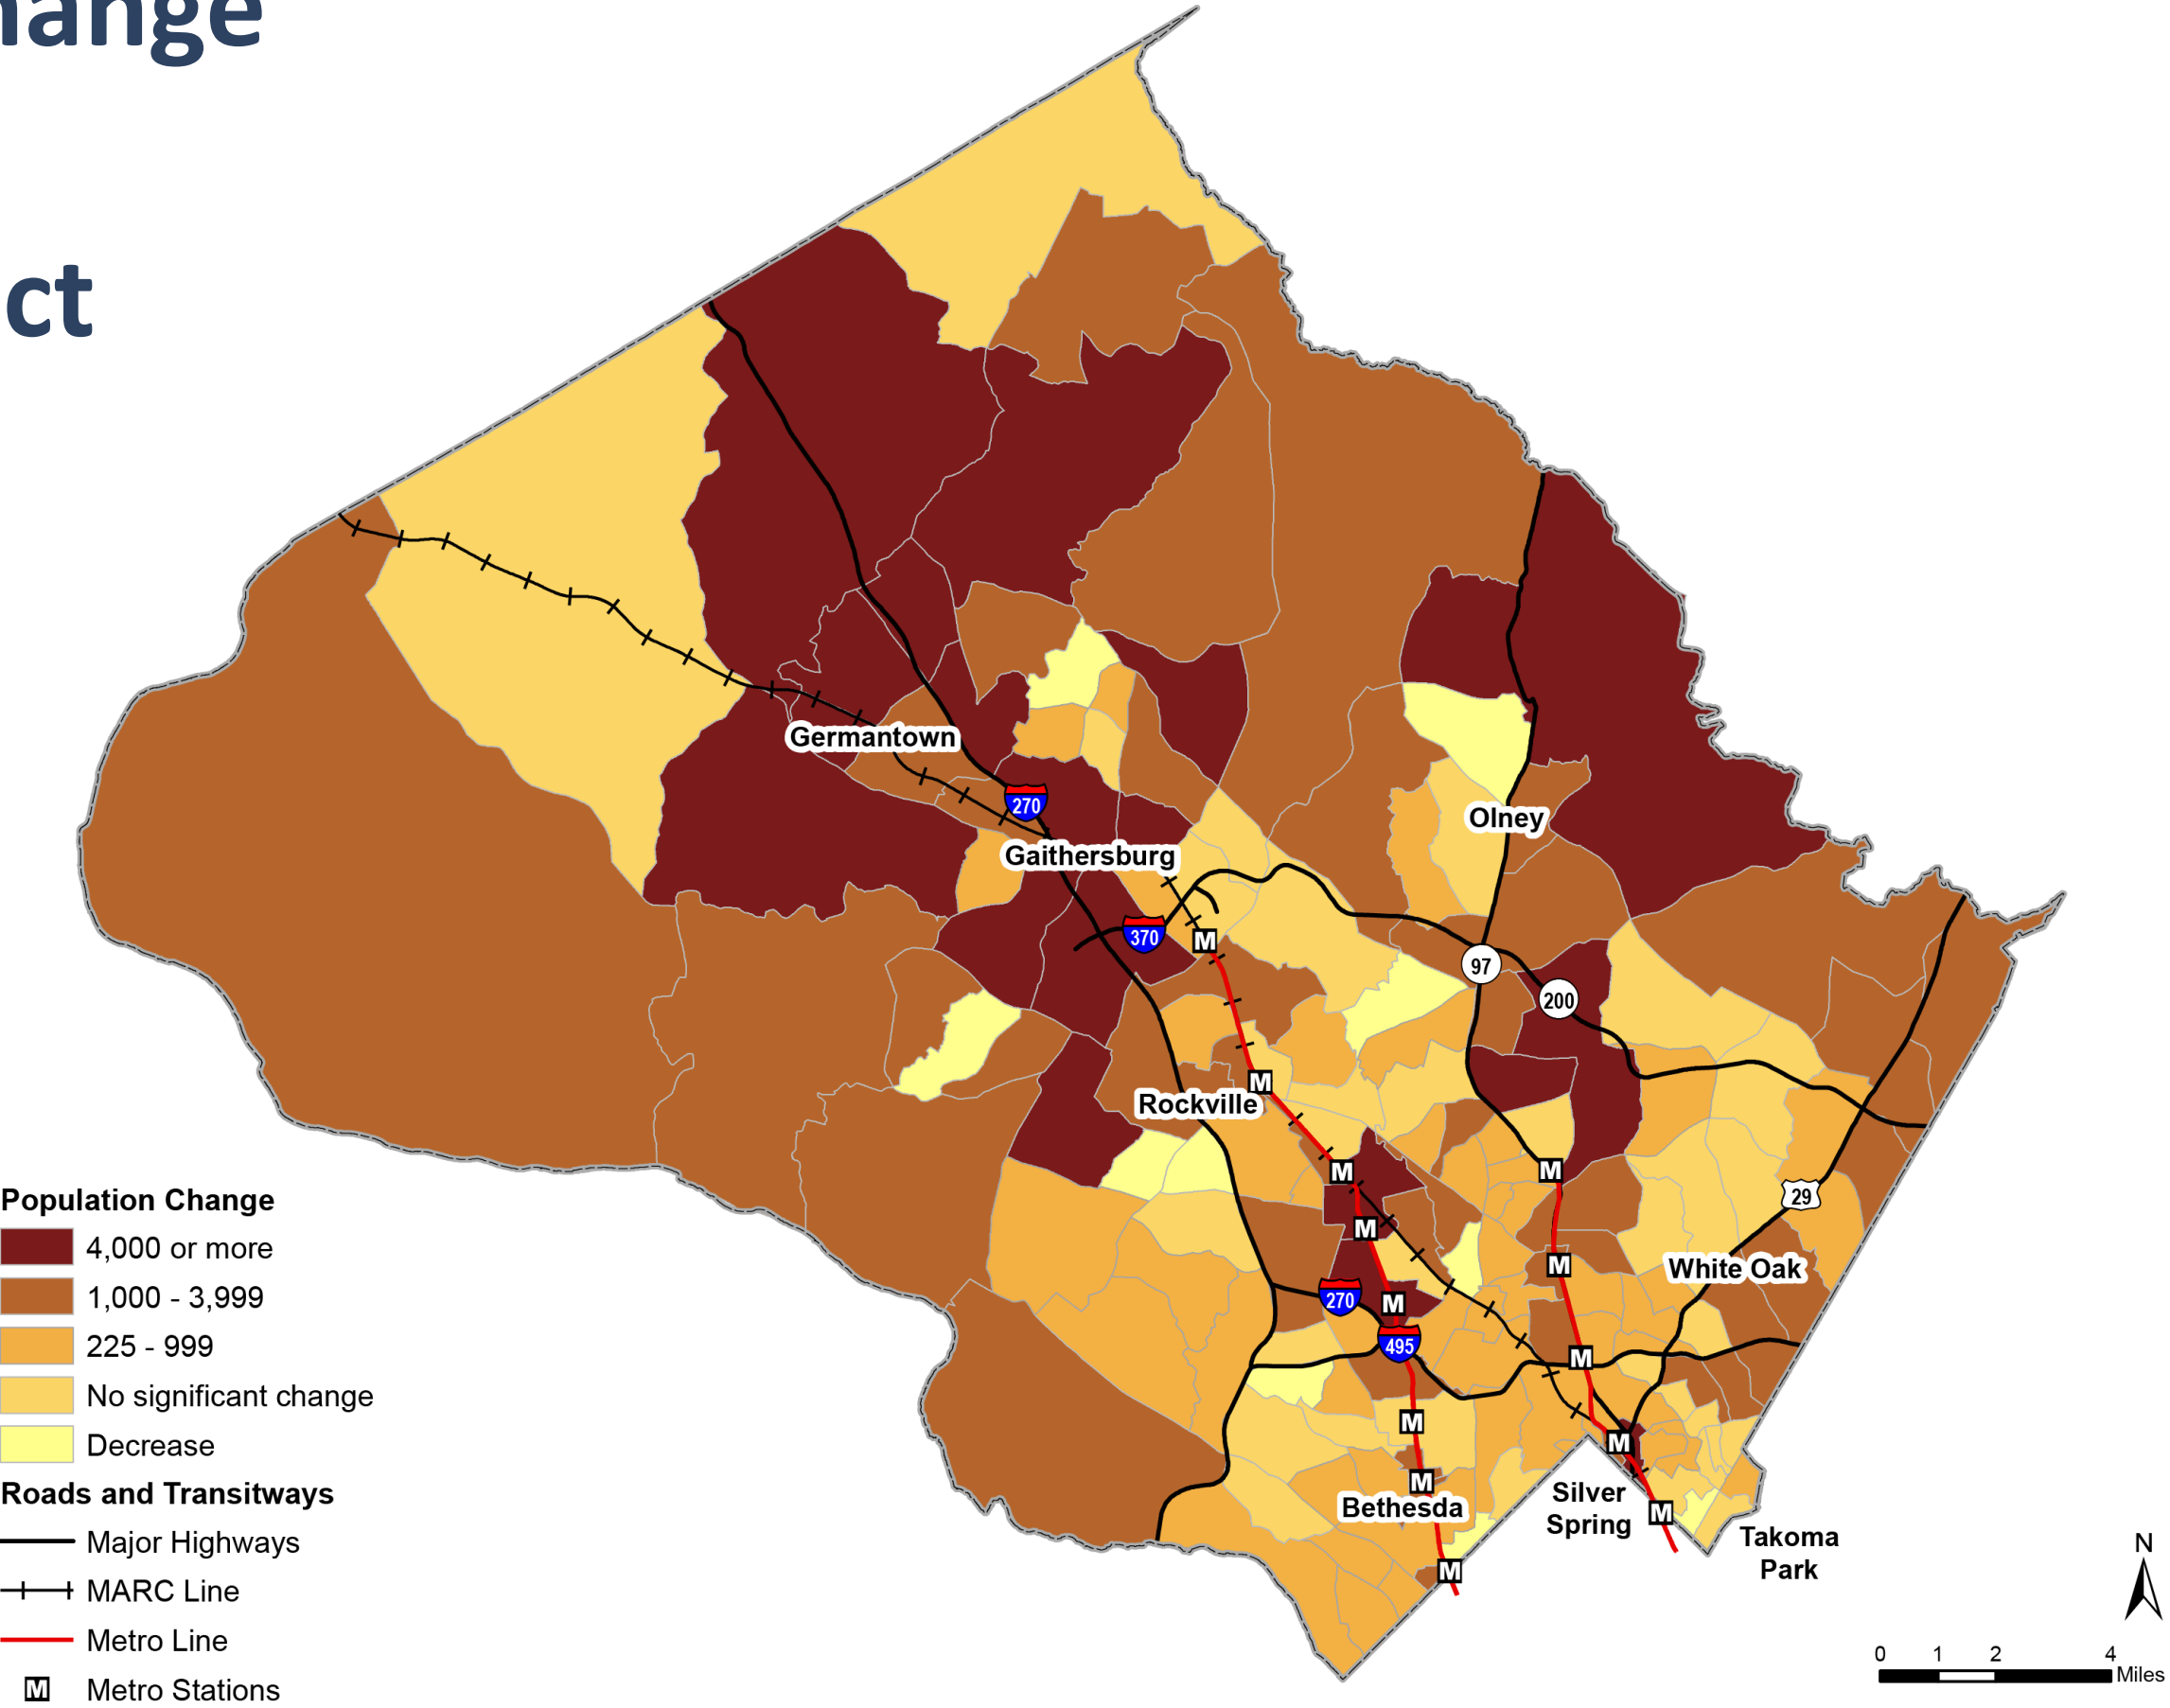 hange
ct
Germantown
270
Gaithersburg
Olney
370
M
97
200
M
Rockville
M
M
29
M
M
White Oak
270
M
495
M
M
M
M
Bethesda
Silver
Spring
M
Takoma
Park
M
Population Change
4,000 or more
1,000 - 3,999
225 - 999
No significant change
Decrease
Roads and Transitways
Major Highways
MARC Line
Metro Line
M Metro Stations
N
0 1 2 4
Miles